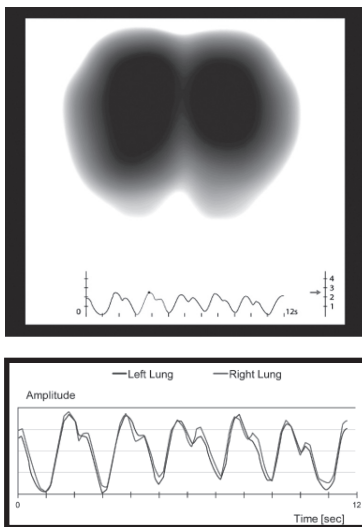 4
3
2
1
0
12s
Left Lung
Right Lung
Amplitude
0
12
Time [sec]